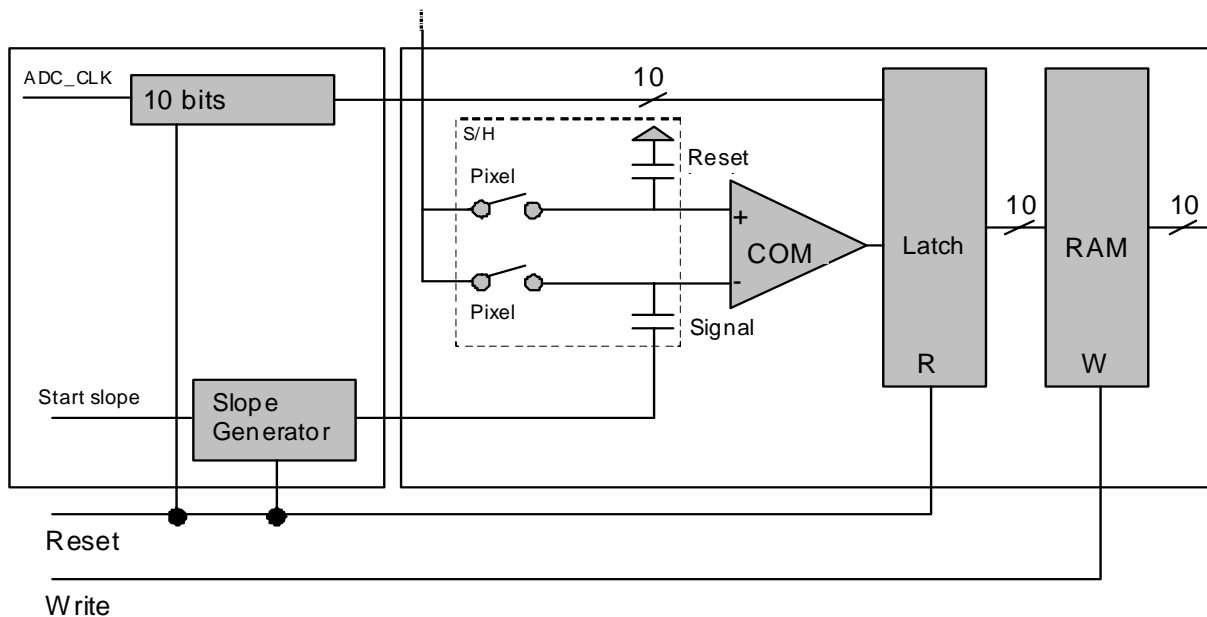 ADC_CLK
10 bits
10
S/H
Pixel
Reset
+
COM
-
Pixel
Signal
Latch
R
10
RAM
W
10
Start slope
Slope
Generator
Reset
Write